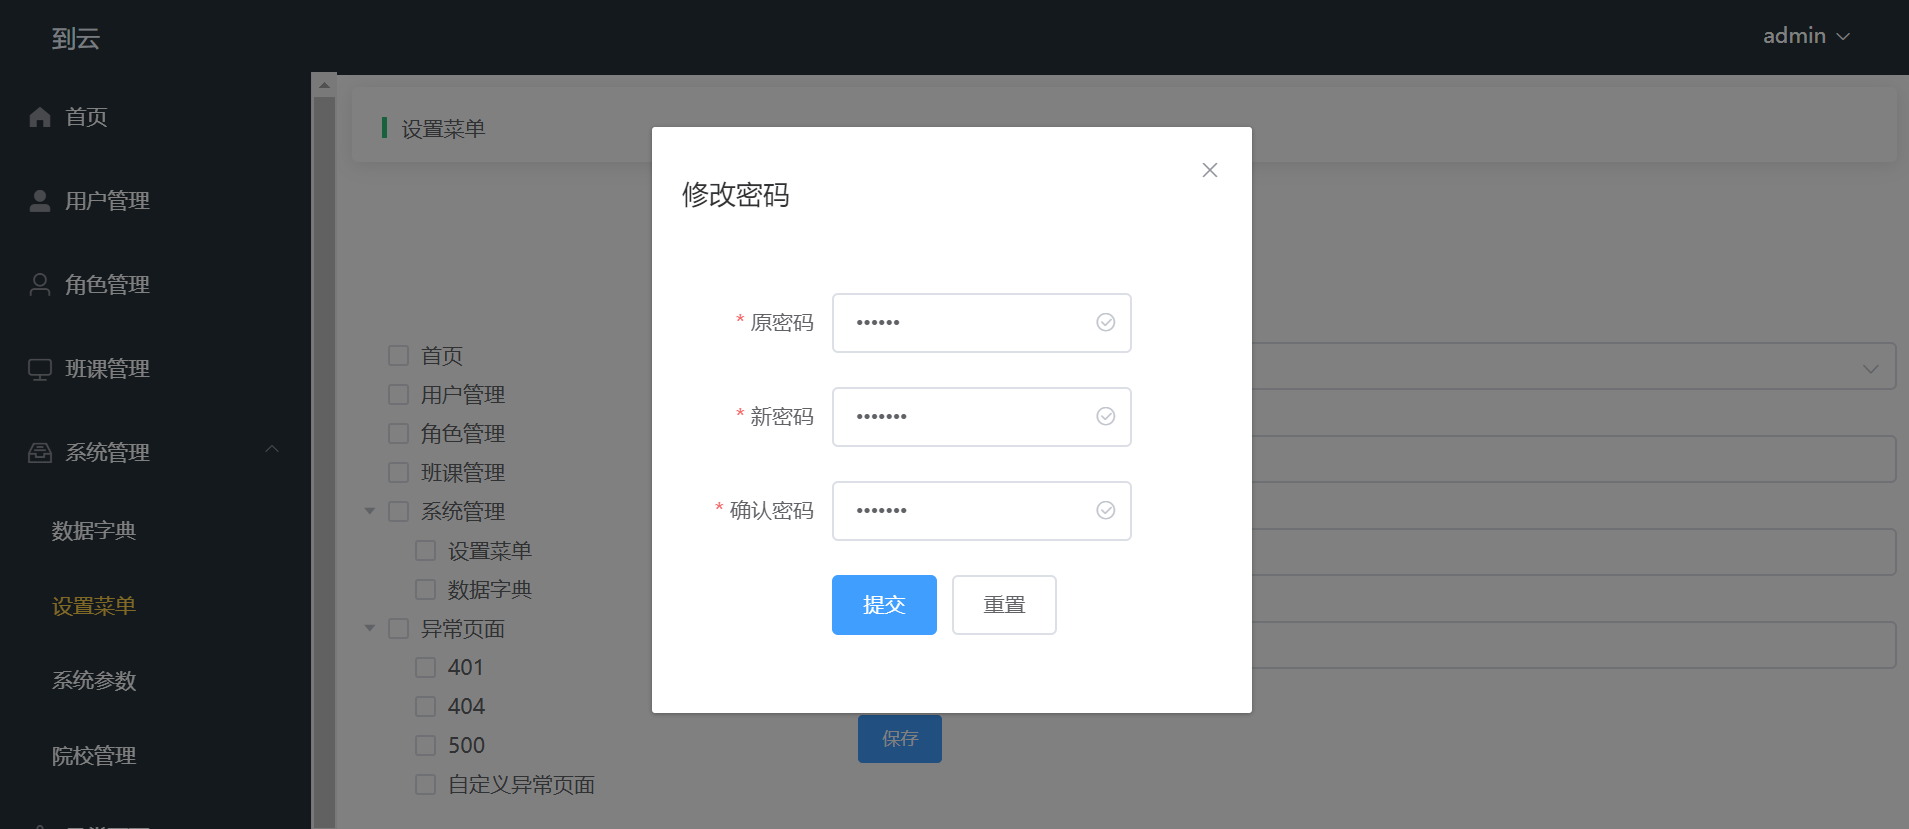 到云
admin
首页
用户管理
角色管理
班课管理
系统管理
数据字典
设置菜单
系统参数
院校管理
设置菜单
首页
用户管理
角色管理
班课管理
系统管理
设置菜单
数据字典
异常页面
401
404
500
自定义异常页面
保存
修改密码
* 原密码 ••••••
* 新密码 •••••••
* 确认密码 •••••••
提交 重置